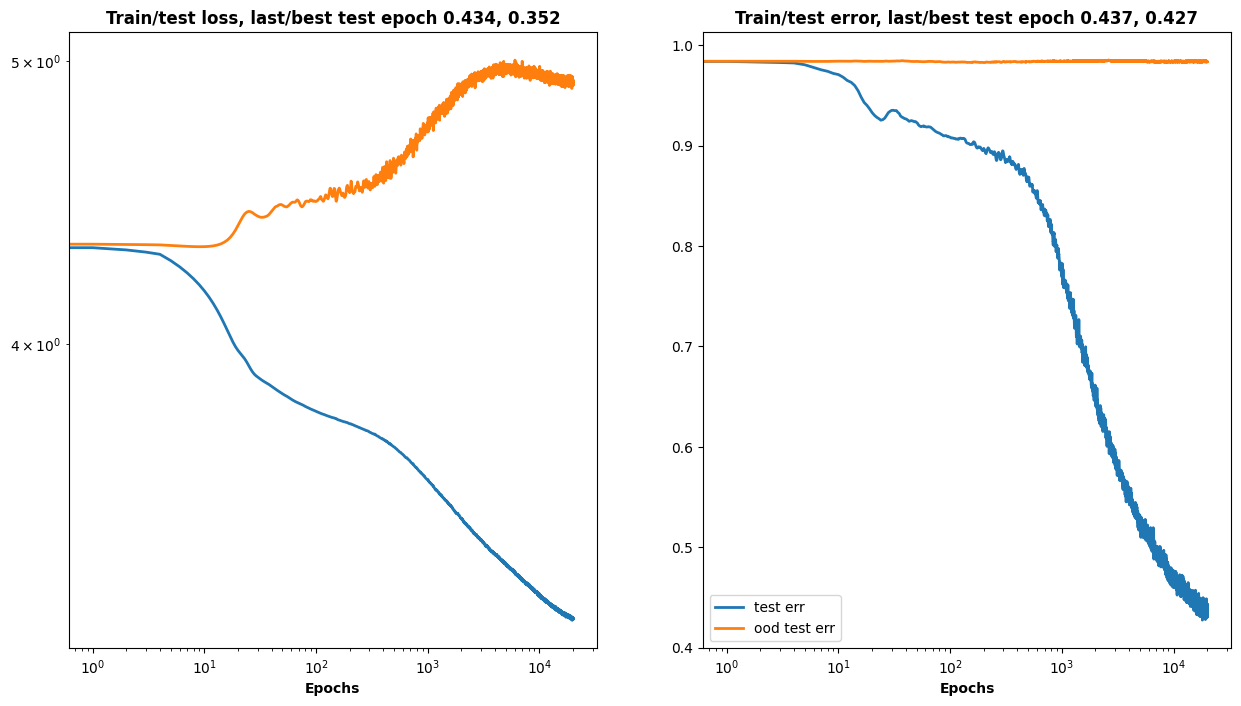 Train/test loss, last/best test epoch 0.434, 0.352
5 × 10⁰
4 × 10⁰
10⁰ 10¹ 10² 10³ 10⁴
Epochs
Train/test error, last/best test epoch 0.437, 0.427
1.0
0.9
0.8
0.7
0.6
0.5
0.4
test err
ood test err
10⁰ 10¹ 10² 10³ 10⁴
Epochs